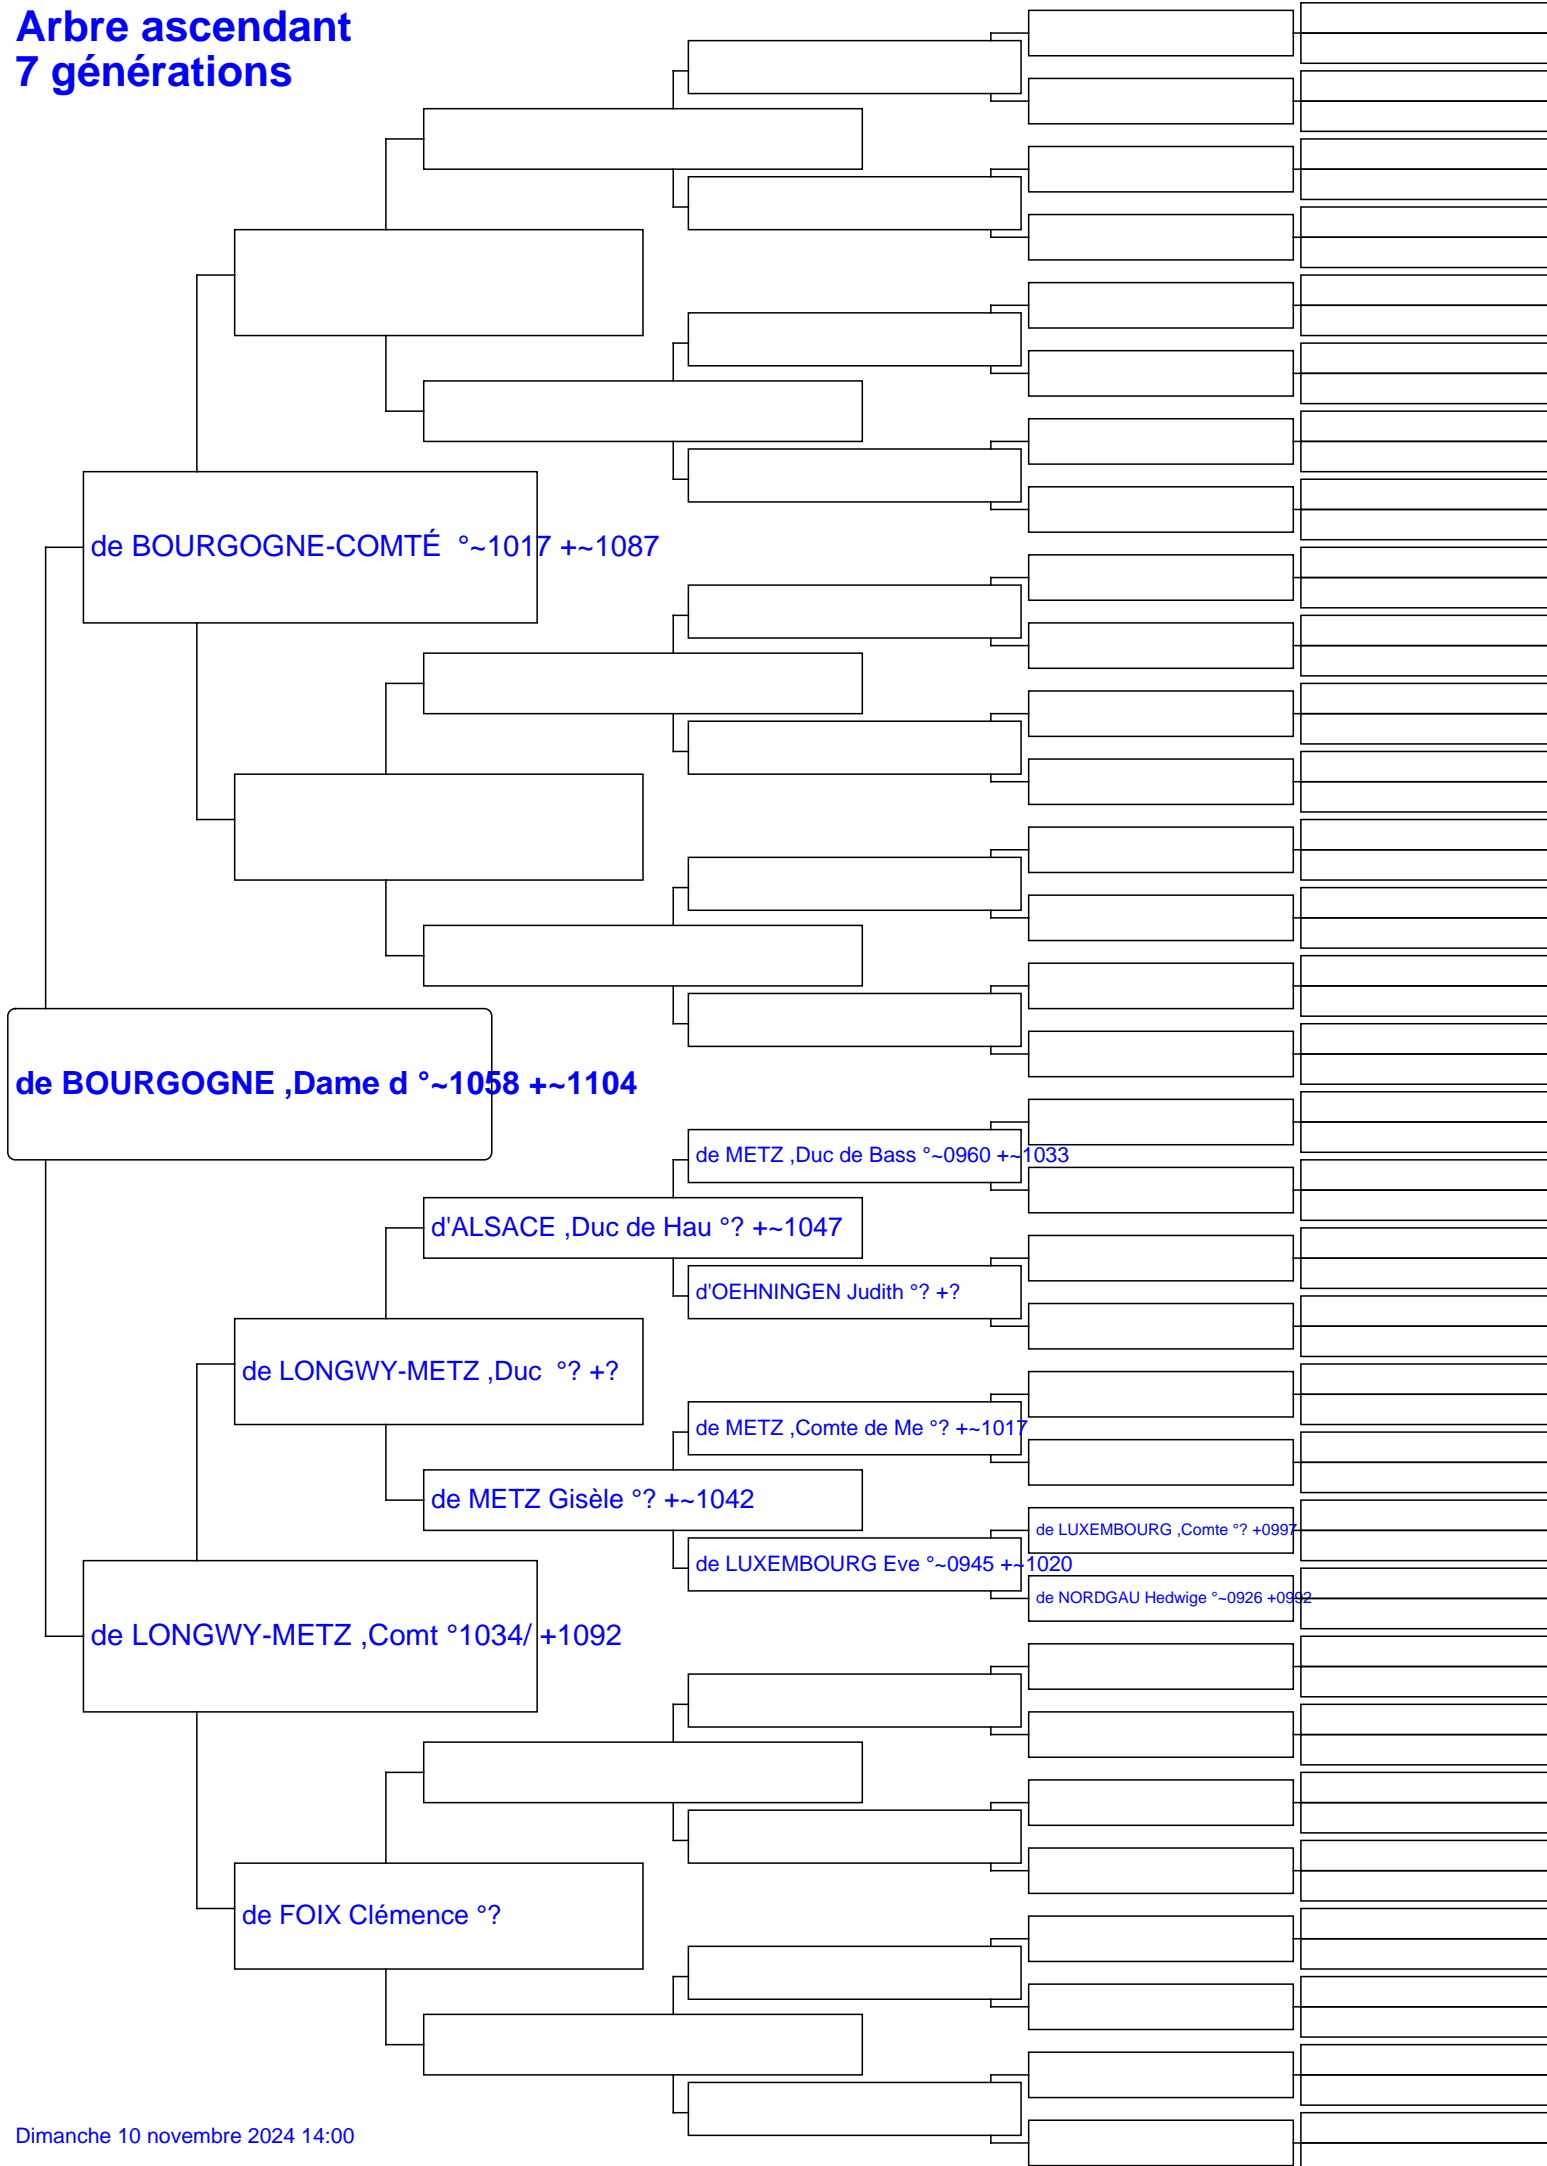 Arbre ascendant
7 générations
de BOURGOGNE-COMTÉ °~1017 +~1087
de BOURGOGNE ,Dame d °~1058 +~1104
de METZ ,Duc de Bass °~0960 +~1033
d'ALSACE ,Duc de Hau °? +~1047
d'OEHNINGEN Judith °? +?
de LONGWY-METZ ,Duc °? +?
de METZ ,Comte de Me °? +~1017
de METZ Gisèle °? +~1042
de LUXEMBOURG ,Comte °? +0997
de LUXEMBOURG Eve °~0945 +~1020
de NORDGAU Hedwige °~0926 +0992
de LONGWY-METZ ,Comt °1034/ +1092
de FOIX Clémence °?
Dimanche 10 novembre 2024 14:00